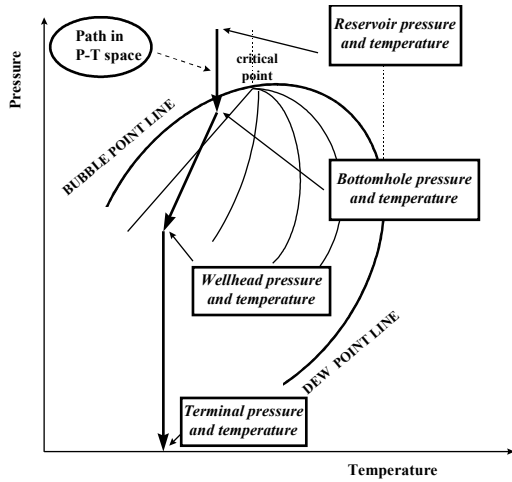 Reservoir pressure
and temperature
Path in
P-T space
critical
point
Pressure
BUBBLE POINT LINE
Bottomhole pressure
and temperature
Wellhead pressure
and temperature
DEW POINT LINE
Terminal pressure
and temperature
Temperature